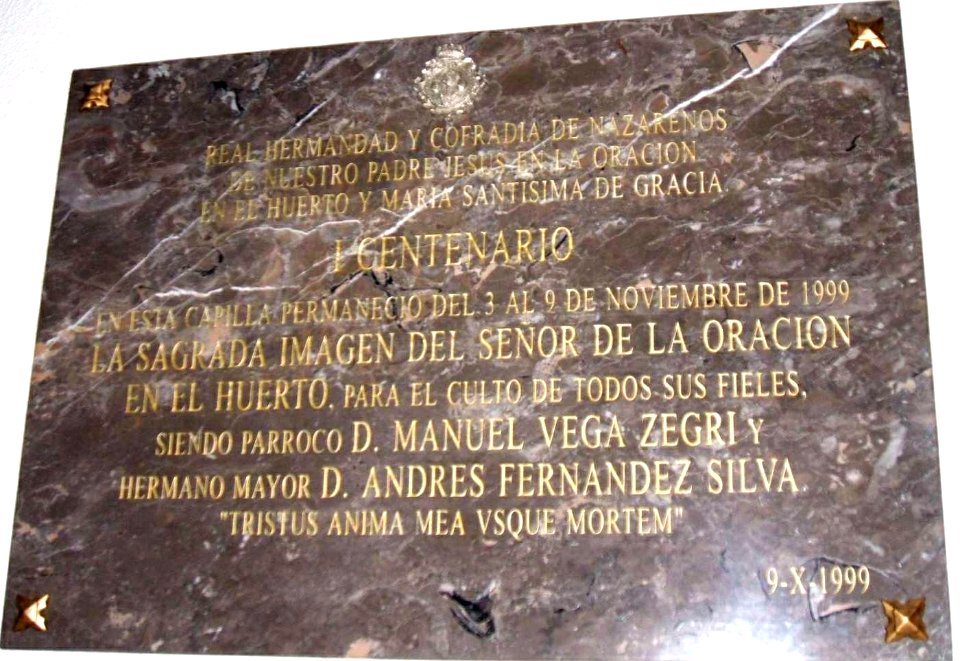 REAL HERMANDAD Y COFRADIA DE NAZARENOS
DE NUESTRO PADRE JESUS EN LA ORACION
EN EL HUERTO Y MARIA SANTISIMA DE GRACIA
I CENTENARIO
EN ESTA CAPILLA PERMANECIO DEL 3 AL 9 DE NOVIEMBRE DE 1999
LA SAGRADA IMAGEN DEL SEÑOR DE LA ORACION
EN EL HUERTO, PARA EL CULTO DE TODOS SUS FIELES,
SIENDO PARROCO D. MANUEL VEGA ZEGRI Y
HERMANO MAYOR D. ANDRES FERNANDEZ SILVA
"TRISTUS ANIMA MEA VSQUE MORTEM"
9-X-1999